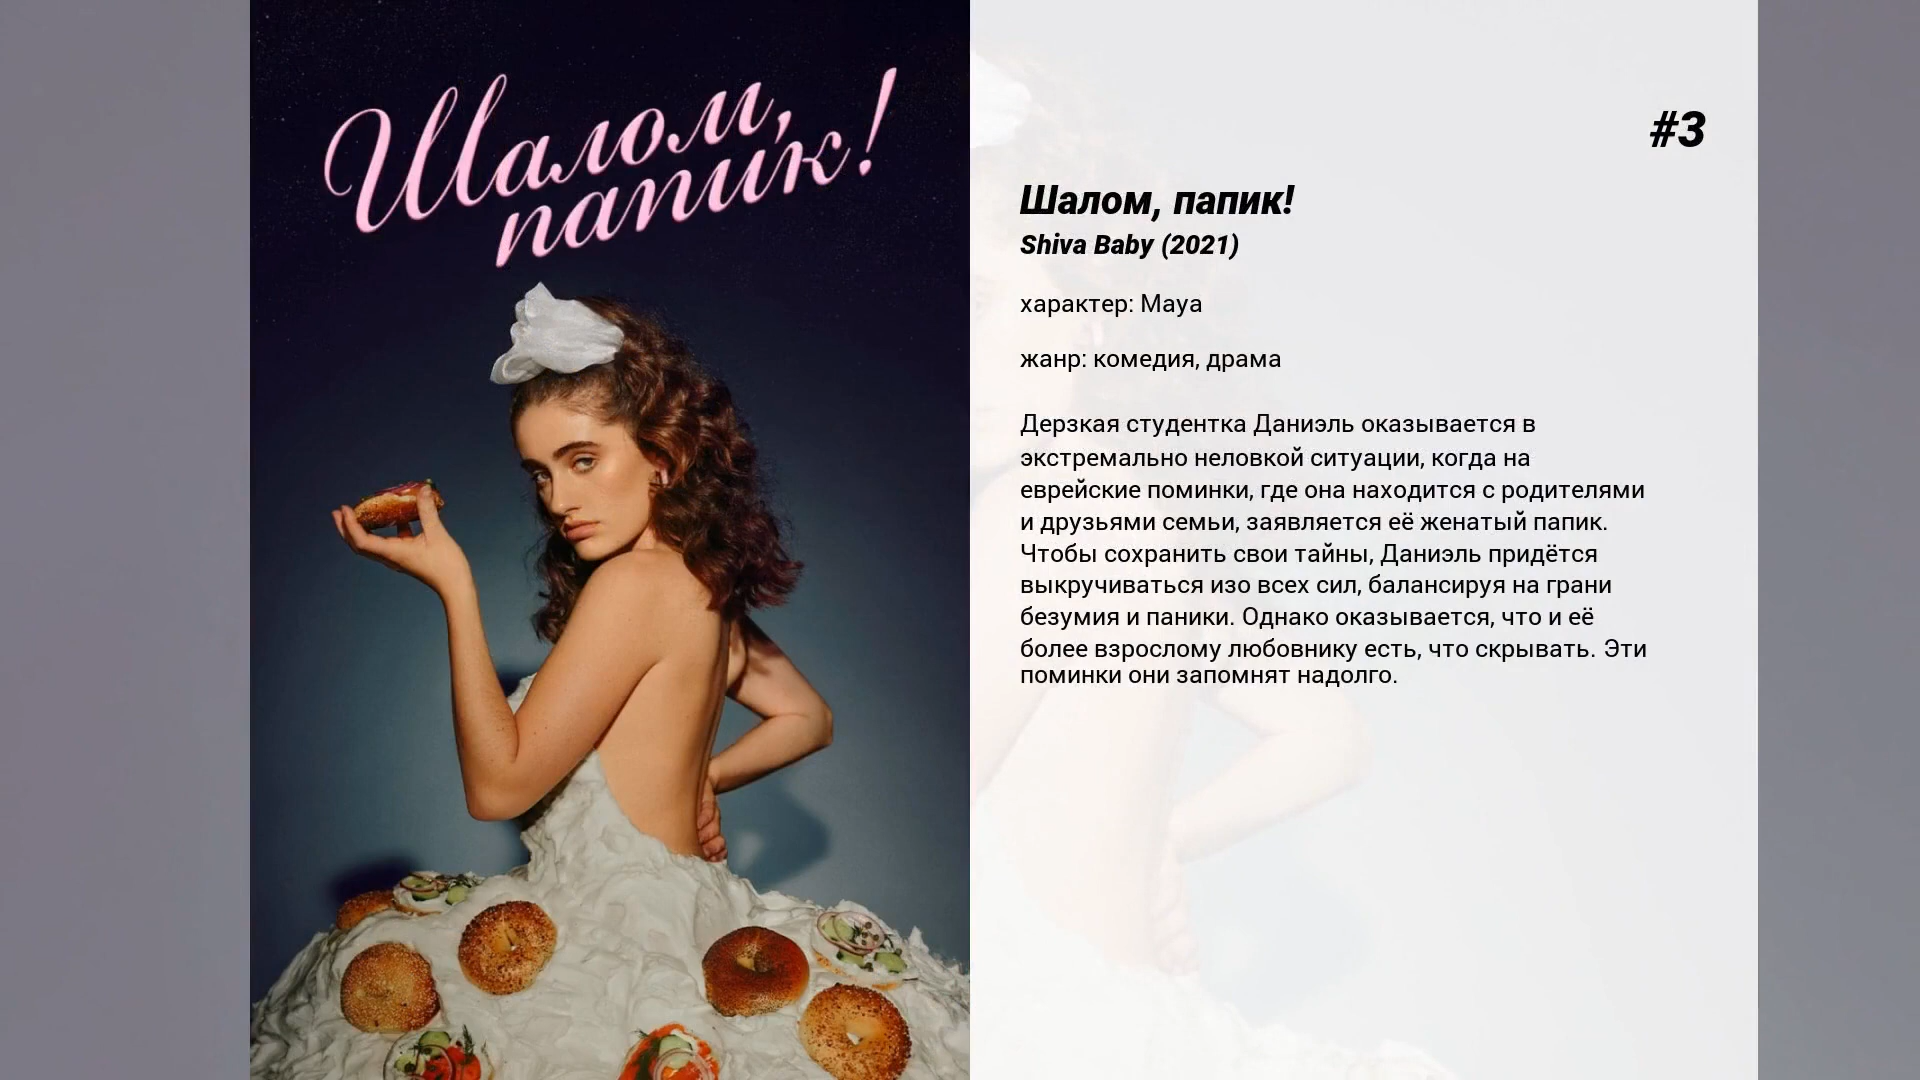 Шалом,
папик!
#3
Шалом, папик!
Shiva Baby (2021)
характер: Maya
жанр: комедия, драма
Дерзкая студентка Даниэль оказывается в
экстремально неловкой ситуации, когда на
еврейские поминки, где она находится с родителями
и друзьями семьи, заявляется её женатый папик.
Чтобы сохранить свои тайны, Даниэль придётся
выкручиваться изо всех сил, балансируя на грани
безумия и паники. Однако оказывается, что и её
более взрослому любовнику есть, что скрывать. Эти
поминки они запомнят надолго.